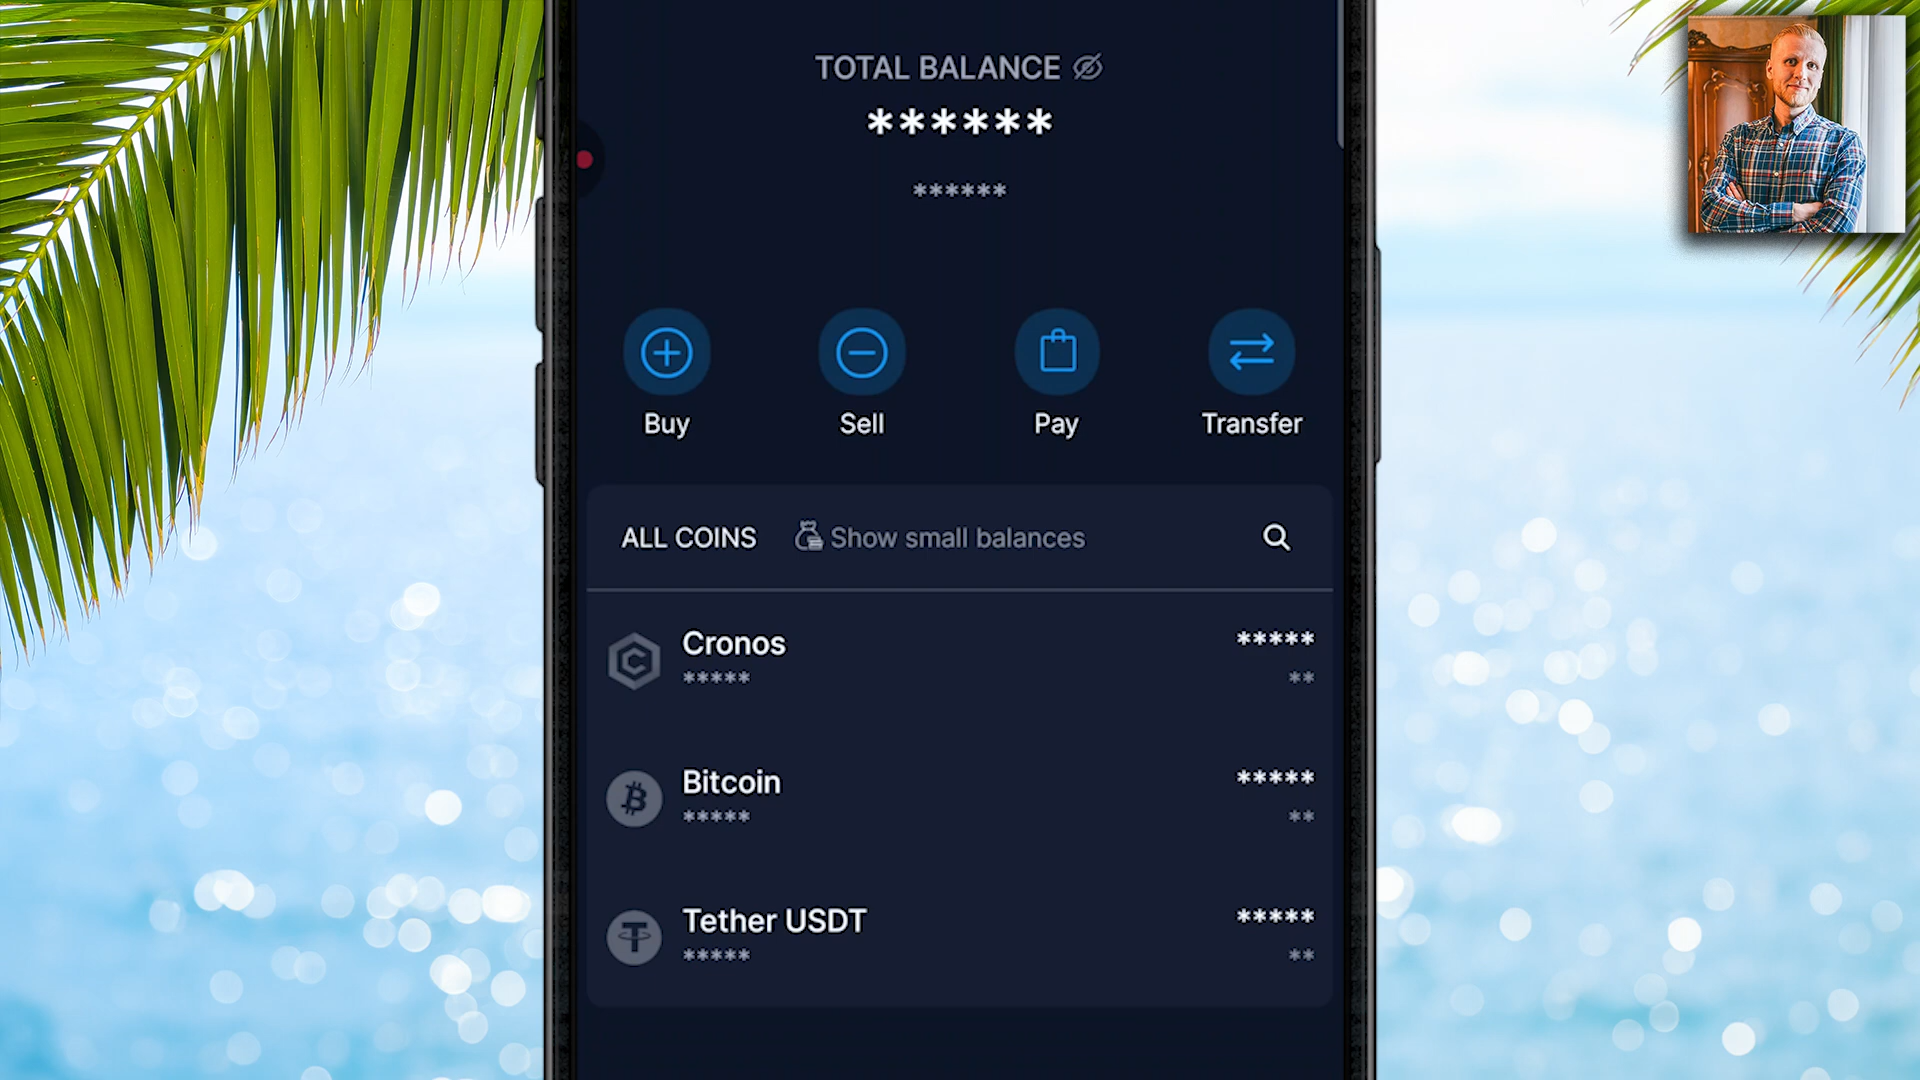 TOTAL BALANCE
******
******
Buy Sell Pay Transfer
ALL COINS Show small balances
Cronos *****
***** **
Bitcoin *****
***** **
Tether USDT *****
***** **